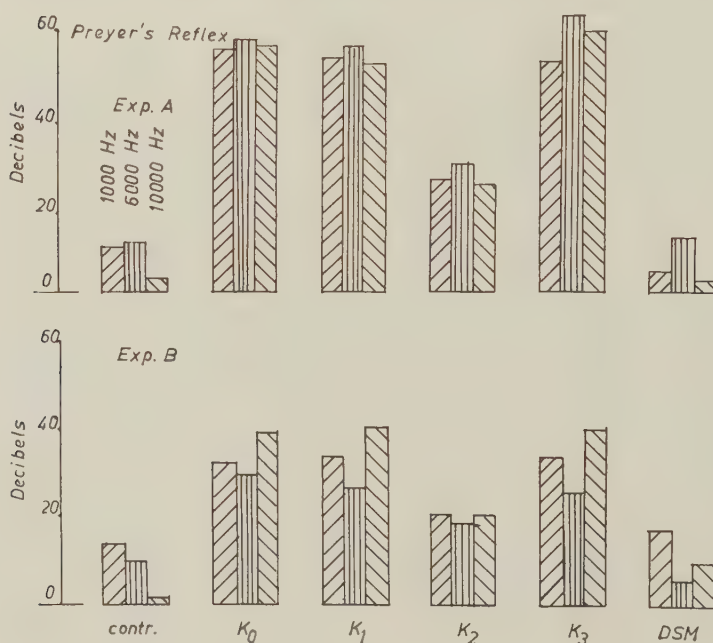 60 Preyer's Reflex
Exp. A
1000 Hz
6000 Hz
10000 Hz
Decibels
40
20
0
60
Exp. B
Decibels
40
20
0
contr. K0 K1 K2 K3 DSM